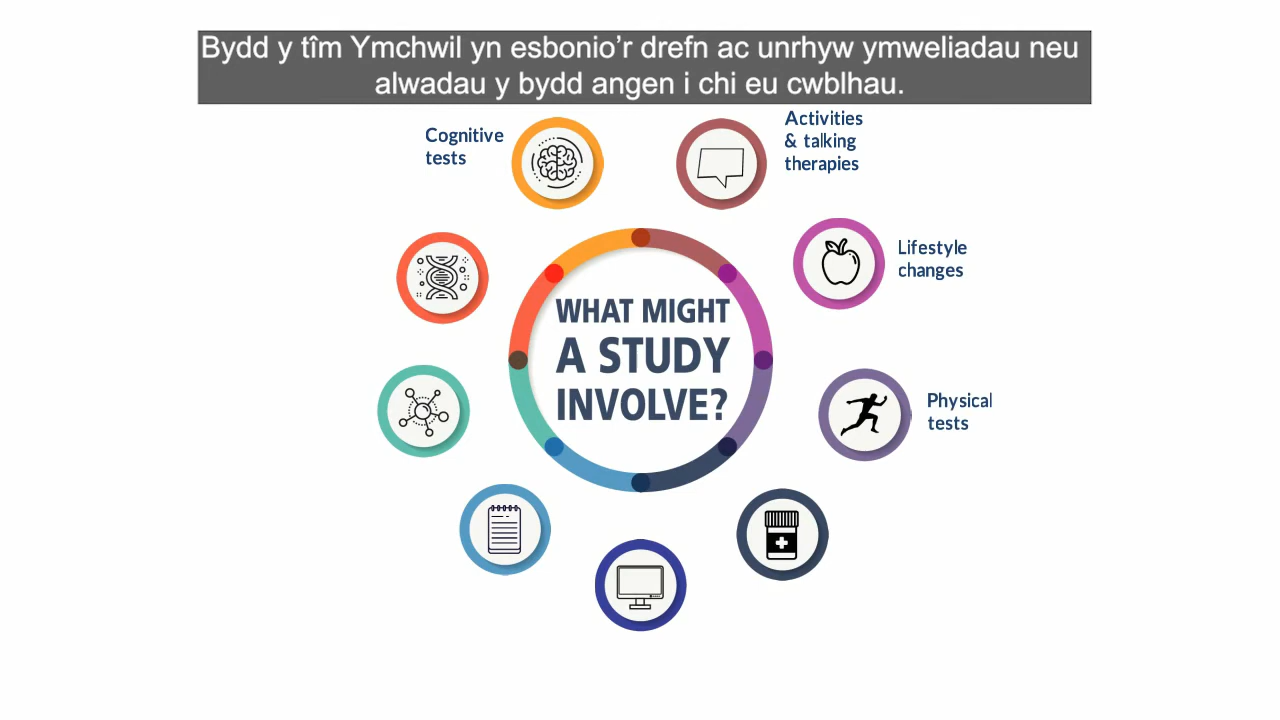 Bydd y tîm Ymchwil yn esbonio’r drefn ac unrhyw ymweliadau neu
alwadau y bydd angen i chi eu cwblhau.
Cognitive
tests
Activities
& talking
therapies
Lifestyle
changes
WHAT MIGHT
A STUDY
INVOLVE?
Physical
tests